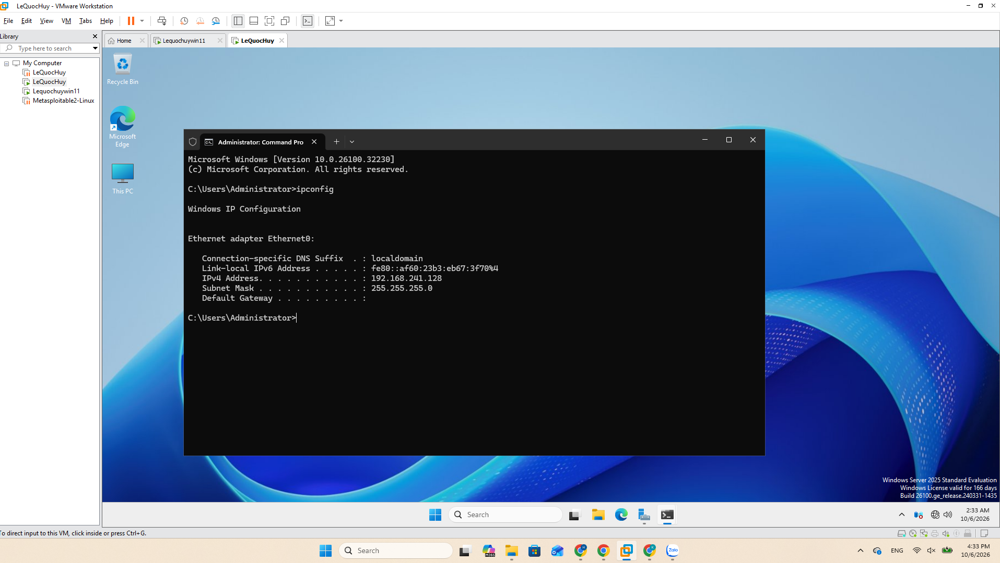 LeQuocHuy - VMware Workstation
File Edit View VM Tabs Help
Library
Type here to search
My Computer
LeQuocHuy
LeQuocHuy
Lequochuywin11
Metasploitable2-Linux
Home
Lequochuywin11
LeQuocHuy
Recycle Bin
Microsoft
Edge
This PC
Administrator: Command Pro
Microsoft Windows [Version 10.0.26100.32230]
(c) Microsoft Corporation. All rights reserved.
C:\Users\Administrator>ipconfig
Windows IP Configuration
Ethernet adapter Ethernet0:
Connection-specific DNS Suffix  . : localdomain
Link-local IPv6 Address . . . . . : fe80::af60:23b3:eb67:3f70%4
IPv4 Address. . . . . . . . . . . : 192.168.241.128
Subnet Mask . . . . . . . . . . . : 255.255.255.0
Default Gateway . . . . . . . . . :
C:\Users\Administrator>
Windows Server 2025 Standard Evaluation
Windows License valid for 166 days
Build 26100.ge_release.240331-1435
Search
2:33 AM
10/6/2026
To direct input to this VM, click inside or press Ctrl+G.
Search
M365
Zalo
ENG
4:33 PM
10/6/2026